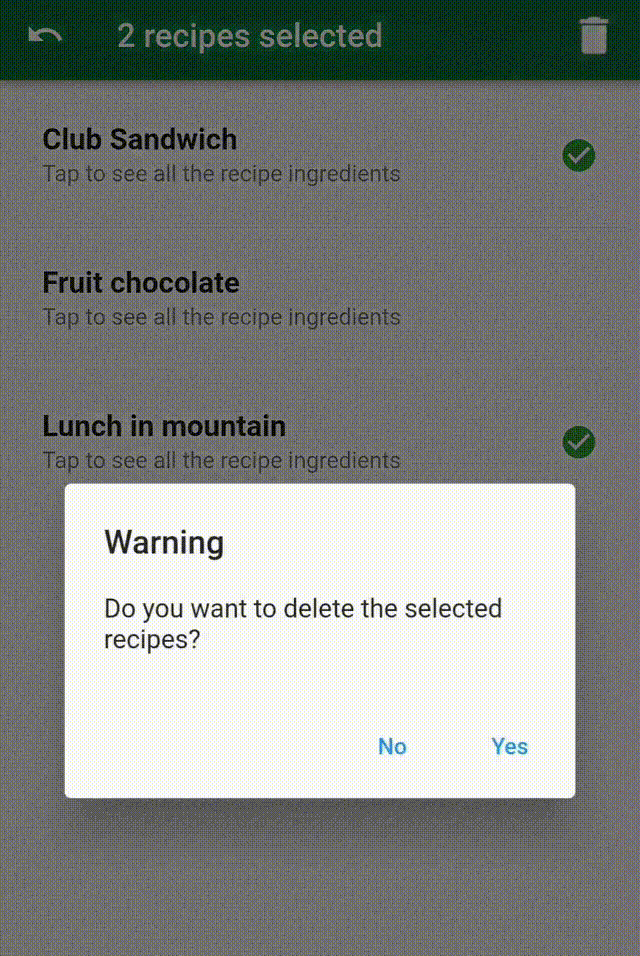 2 recipes selected
Club Sandwich
Tap to see all the recipe ingredients
Fruit chocolate
Tap to see all the recipe ingredients
Lunch in mountain
Tap to see all the recipe ingredients
Warning
Do you want to delete the selected
recipes?
No
Yes